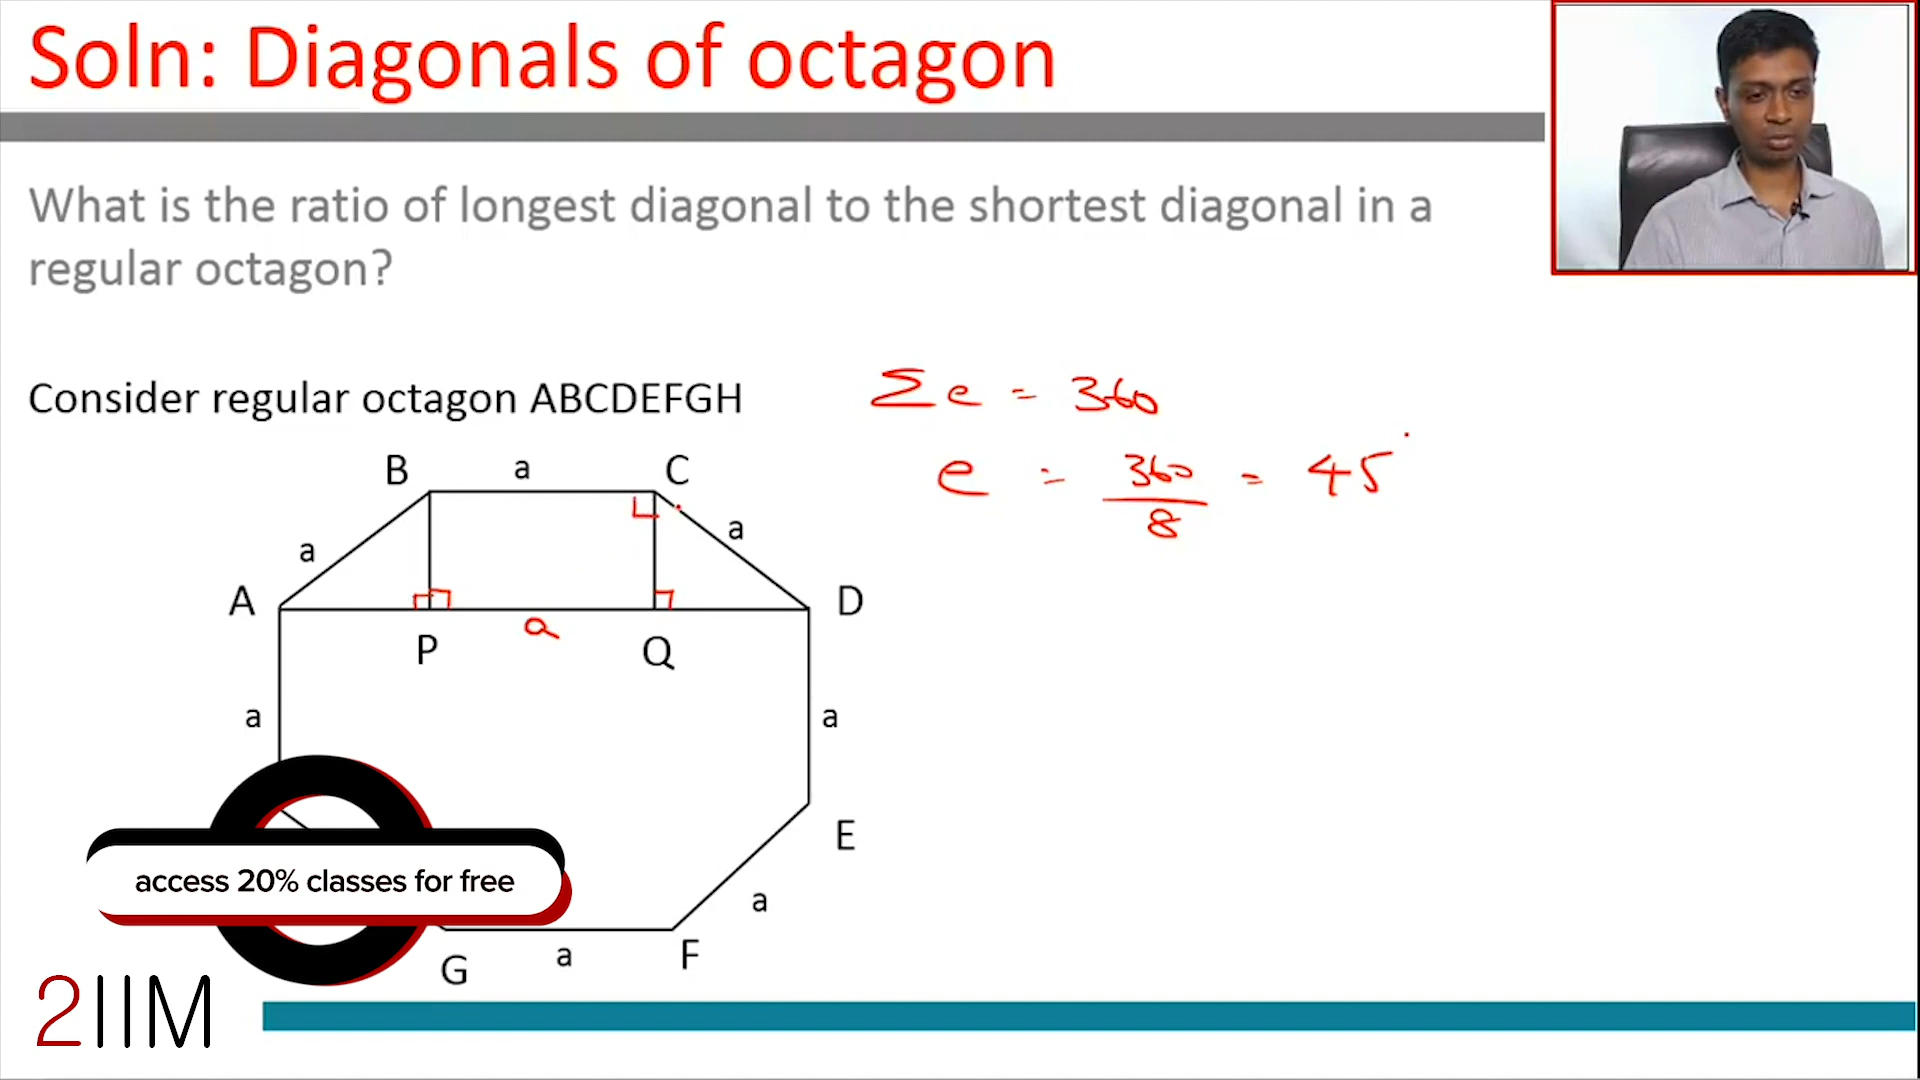 Soln: Diagonals of octagon
What is the ratio of longest diagonal to the shortest diagonal in a
regular octagon?
Consider regular octagon ABCDEFGH
Σe = 360
e = 360/8 = 45°
B a C
a a
A D
P a Q
a a
E
access 20% classes for free
a
G a F
2IIM